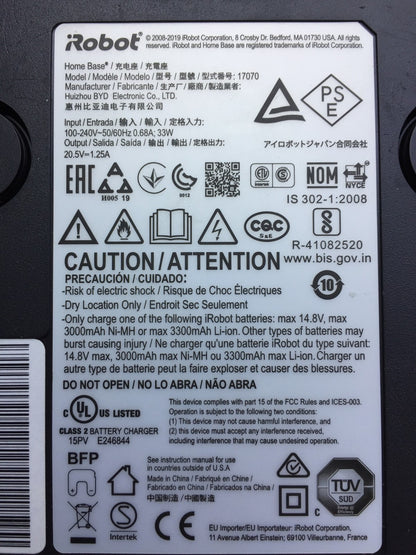 iRobot®
© 2008-2019 iRobot Corporation, 8 Crosby Dr. Bedford, MA 01730 USA. All rights reserved. iRobot and Home Base are registered trademarks of iRobot Corporation.
Home Base® / 充电座 / 充電座
Model / Modèle / Modelo / 型号 / 型號 / 型式番号: 17070
Manufacturer / Fabricante / 生产厂 / 廠商 / 製造業者:
Huizhou BYD Electronic Co., LTD.
惠州比亚迪电子有限公司
Input / Entrada / 输入 / 輸入 / 定格入力:
100-240V~50/60Hz 0.68A; 33W
Output / Salida / Saída / 输出 / 輸出 / 定格出力:
20.5V⎓1.25A
PSE
アイロボットジャパン合同会社
EAC
H005 19
0012
ETL
Intertek
S
NOM
NYCE
IS 302-1:2008
CQC
S&E
R-41082520
www.bis.gov.in
CAUTION / ATTENTION
PRECAUCIÓN / CUIDADO:
-Risk of electric shock / Risque de Choc Électriques
-Dry Location Only / Endroit Sec Seulement
10
-Only charge one of the following iRobot batteries: max 14.8V, max
3000mAh Ni-MH or max 3300mAh Li-ion. Other types of batteries may
burst causing injury / Ne charger qu'une batterie iRobot du type suivant:
14.8V max, 3000mAh max Ni-MH ou 3300mAh max Li-ion. Charger un
autre type de batterie peut la faire exploser et causer des blessures.
DO NOT OPEN / NO LO ABRA / NÃO ABRA
c UL US LISTED
CLASS 2 BATTERY CHARGER
15PV E246844
This device complies with part 15 of the FCC Rules and ICES-003.
Operation is subject to the following two conditions:
(1) This device may not cause harmful interference, and
(2) this device must accept any interference received,
including interference that may cause undesired operation.
BFP
See instruction manual for use
in countries outside of U.S.A
Made in China / Fabriqué en Chine /
Fabricado en China / Fabricado na China /
中国制造 / 中國製造
TÜV
SÜD
S
Intertek
CE
EU Importer/EU Importateur: iRobot Corporation,
11 Avenue Albert Einstein; 69100 Villeurbanne, France